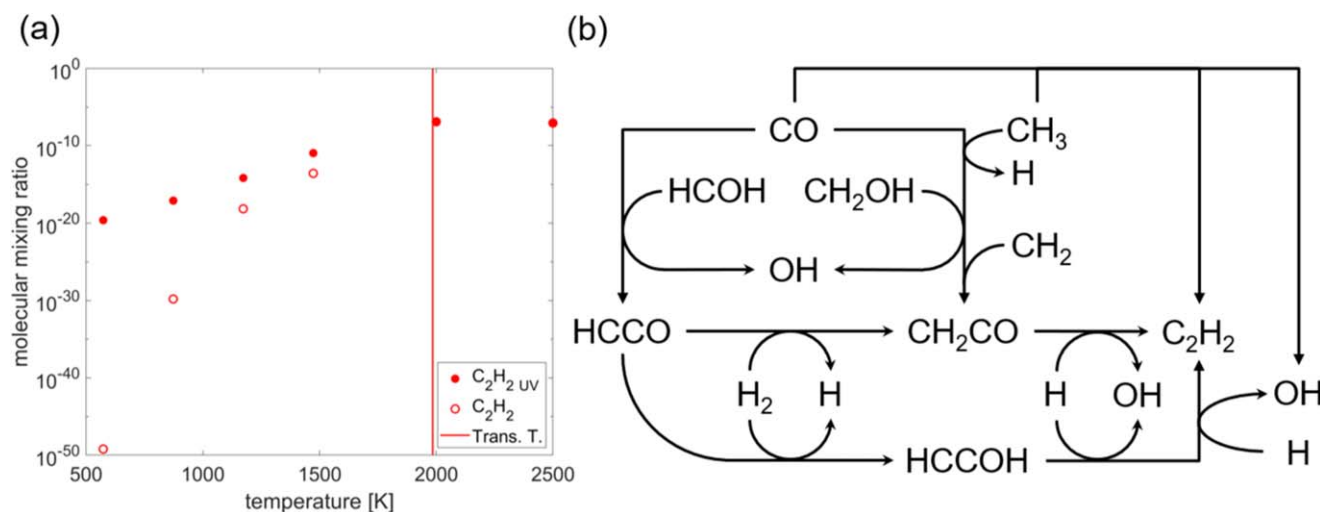 (a)
10^0
10^-10
10^-20
10^-30
10^-40
10^-50
molecular mixing ratio
500 1000 1500 2000 2500
temperature [K]
C₂H₂ UV
C₂H₂
Trans. T.
(b)
CO CH₃
H
HCOH CH₂OH
CH₂
OH
HCCO CH₂CO C₂H₂
H₂ H H OH OH
HCCOH H